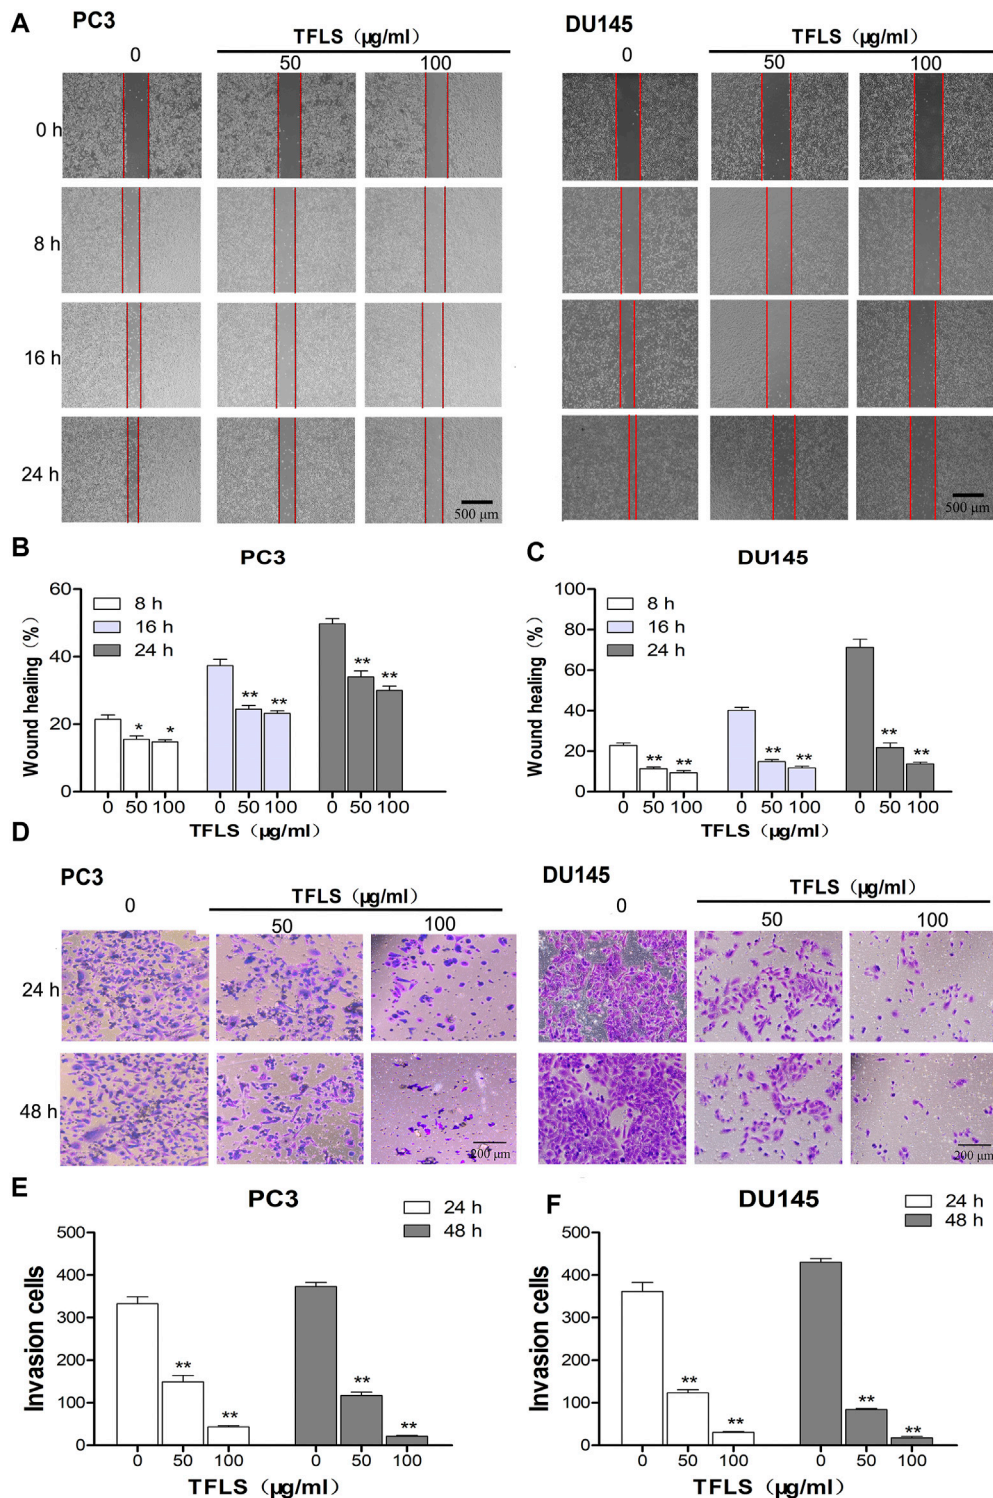 A PC3 DU145
TFLS（µg/ml） TFLS（µg/ml）
0 50 100 0 50 100
0 h
8 h
16 h
24 h
500 µm 500 µm
B PC3
60
40
20
0
Wound healing（%）
8 h
16 h
24 h
* * ** ** ** **
0 50 100 0 50 100 0 50 100
TFLS（µg/ml）
C DU145
100
80
60
40
20
0
Wound healing（%）
8 h
16 h
24 h
** ** ** ** ** **
0 50 100 0 50 100 0 50 100
TFLS（µg/ml）
D
PC3 DU145
TFLS（µg/ml） TFLS（µg/ml）
0 50 100 0 50 100
24 h
48 h
200 µm 200 µm
E PC3
24 h
48 h
500
400
300
200
100
0
Invasion cells
** ** ** **
0 50 100 0 50 100
TFLS（µg/ml）
F DU145
24 h
48 h
500
400
300
200
100
0
Invasion cells
** ** ** **
0 50 100 0 50 100
TFLS（µg/ml）